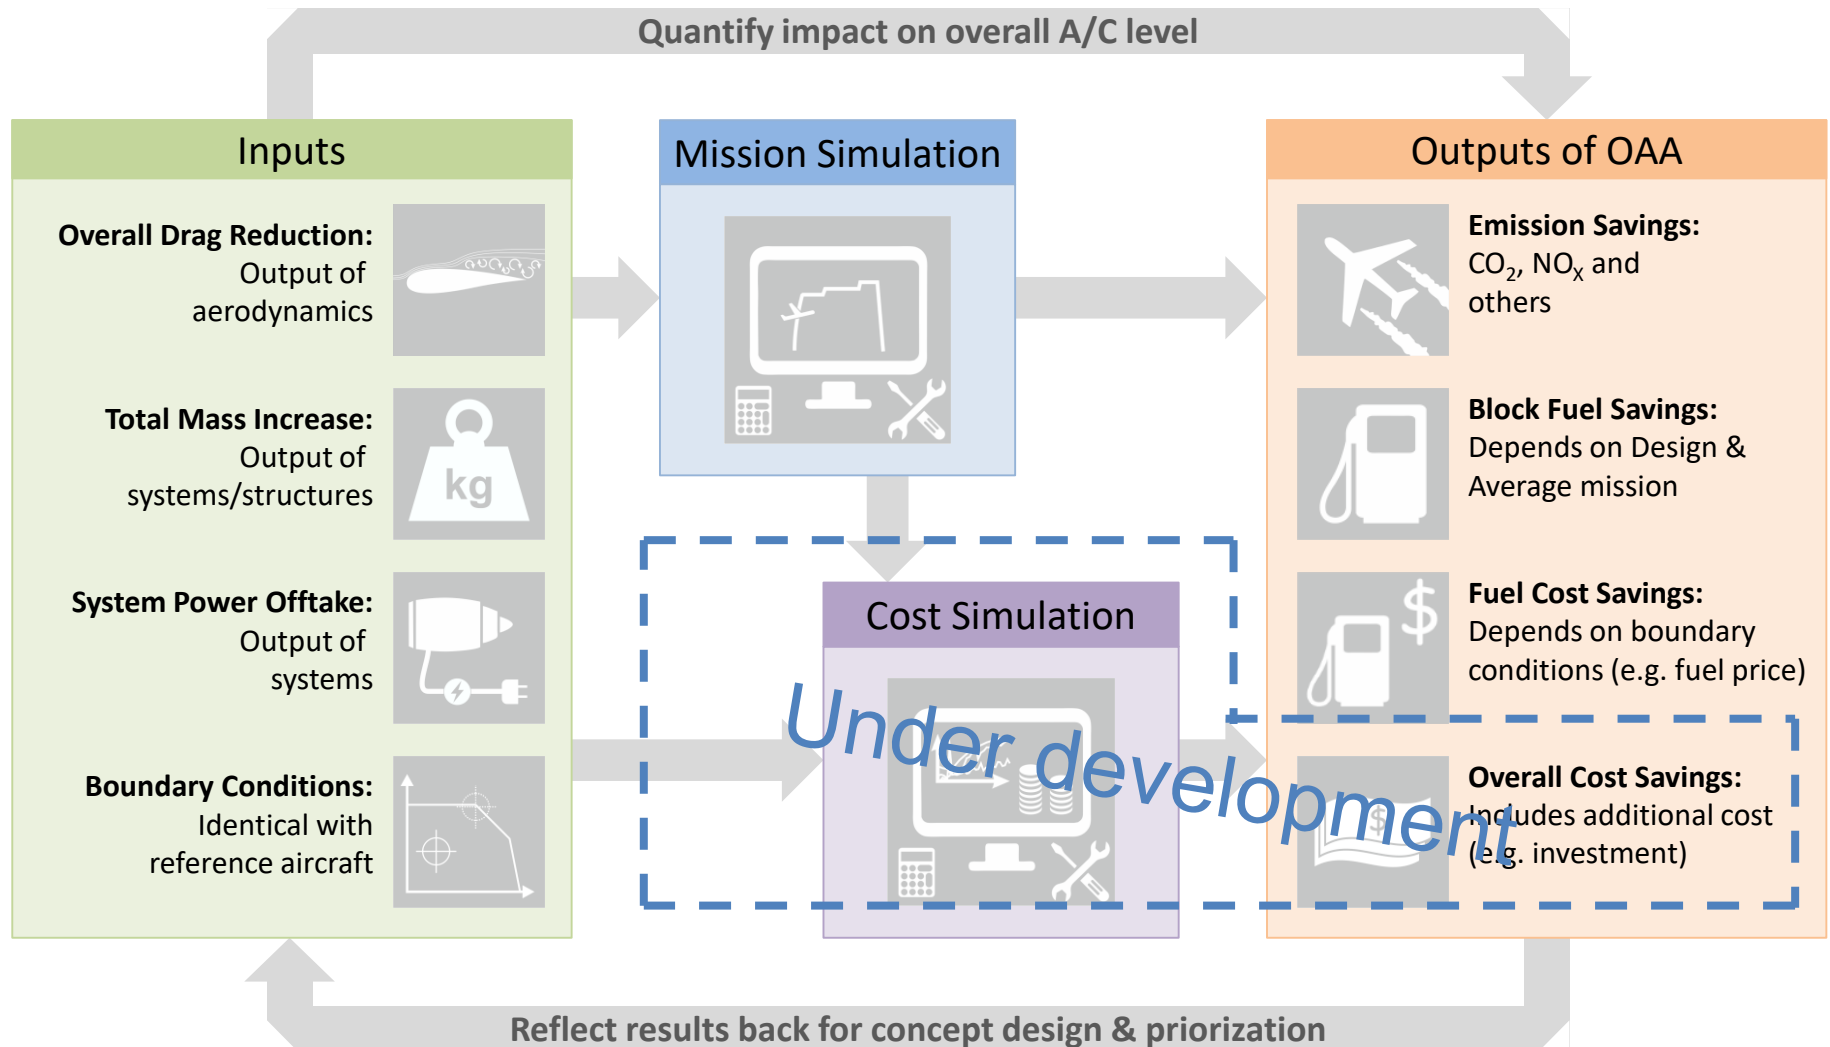 Quantify impact on overall A/C level
Inputs
Overall Drag Reduction:
Output of
aerodynamics
Total Mass Increase:
Output of
systems/structures
kg
System Power Offtake:
Output of
systems
Boundary Conditions:
Identical with
reference aircraft
Mission Simulation
Cost Simulation
Under development
Outputs of OAA
Emission Savings:
CO₂, NOₓ and
others
Block Fuel Savings:
Depends on Design &
Average mission
$
Fuel Cost Savings:
Depends on boundary
conditions (e.g. fuel price)
$
Overall Cost Savings:
Includes additional cost
(e.g. investment)
Reflect results back for concept design & priorization